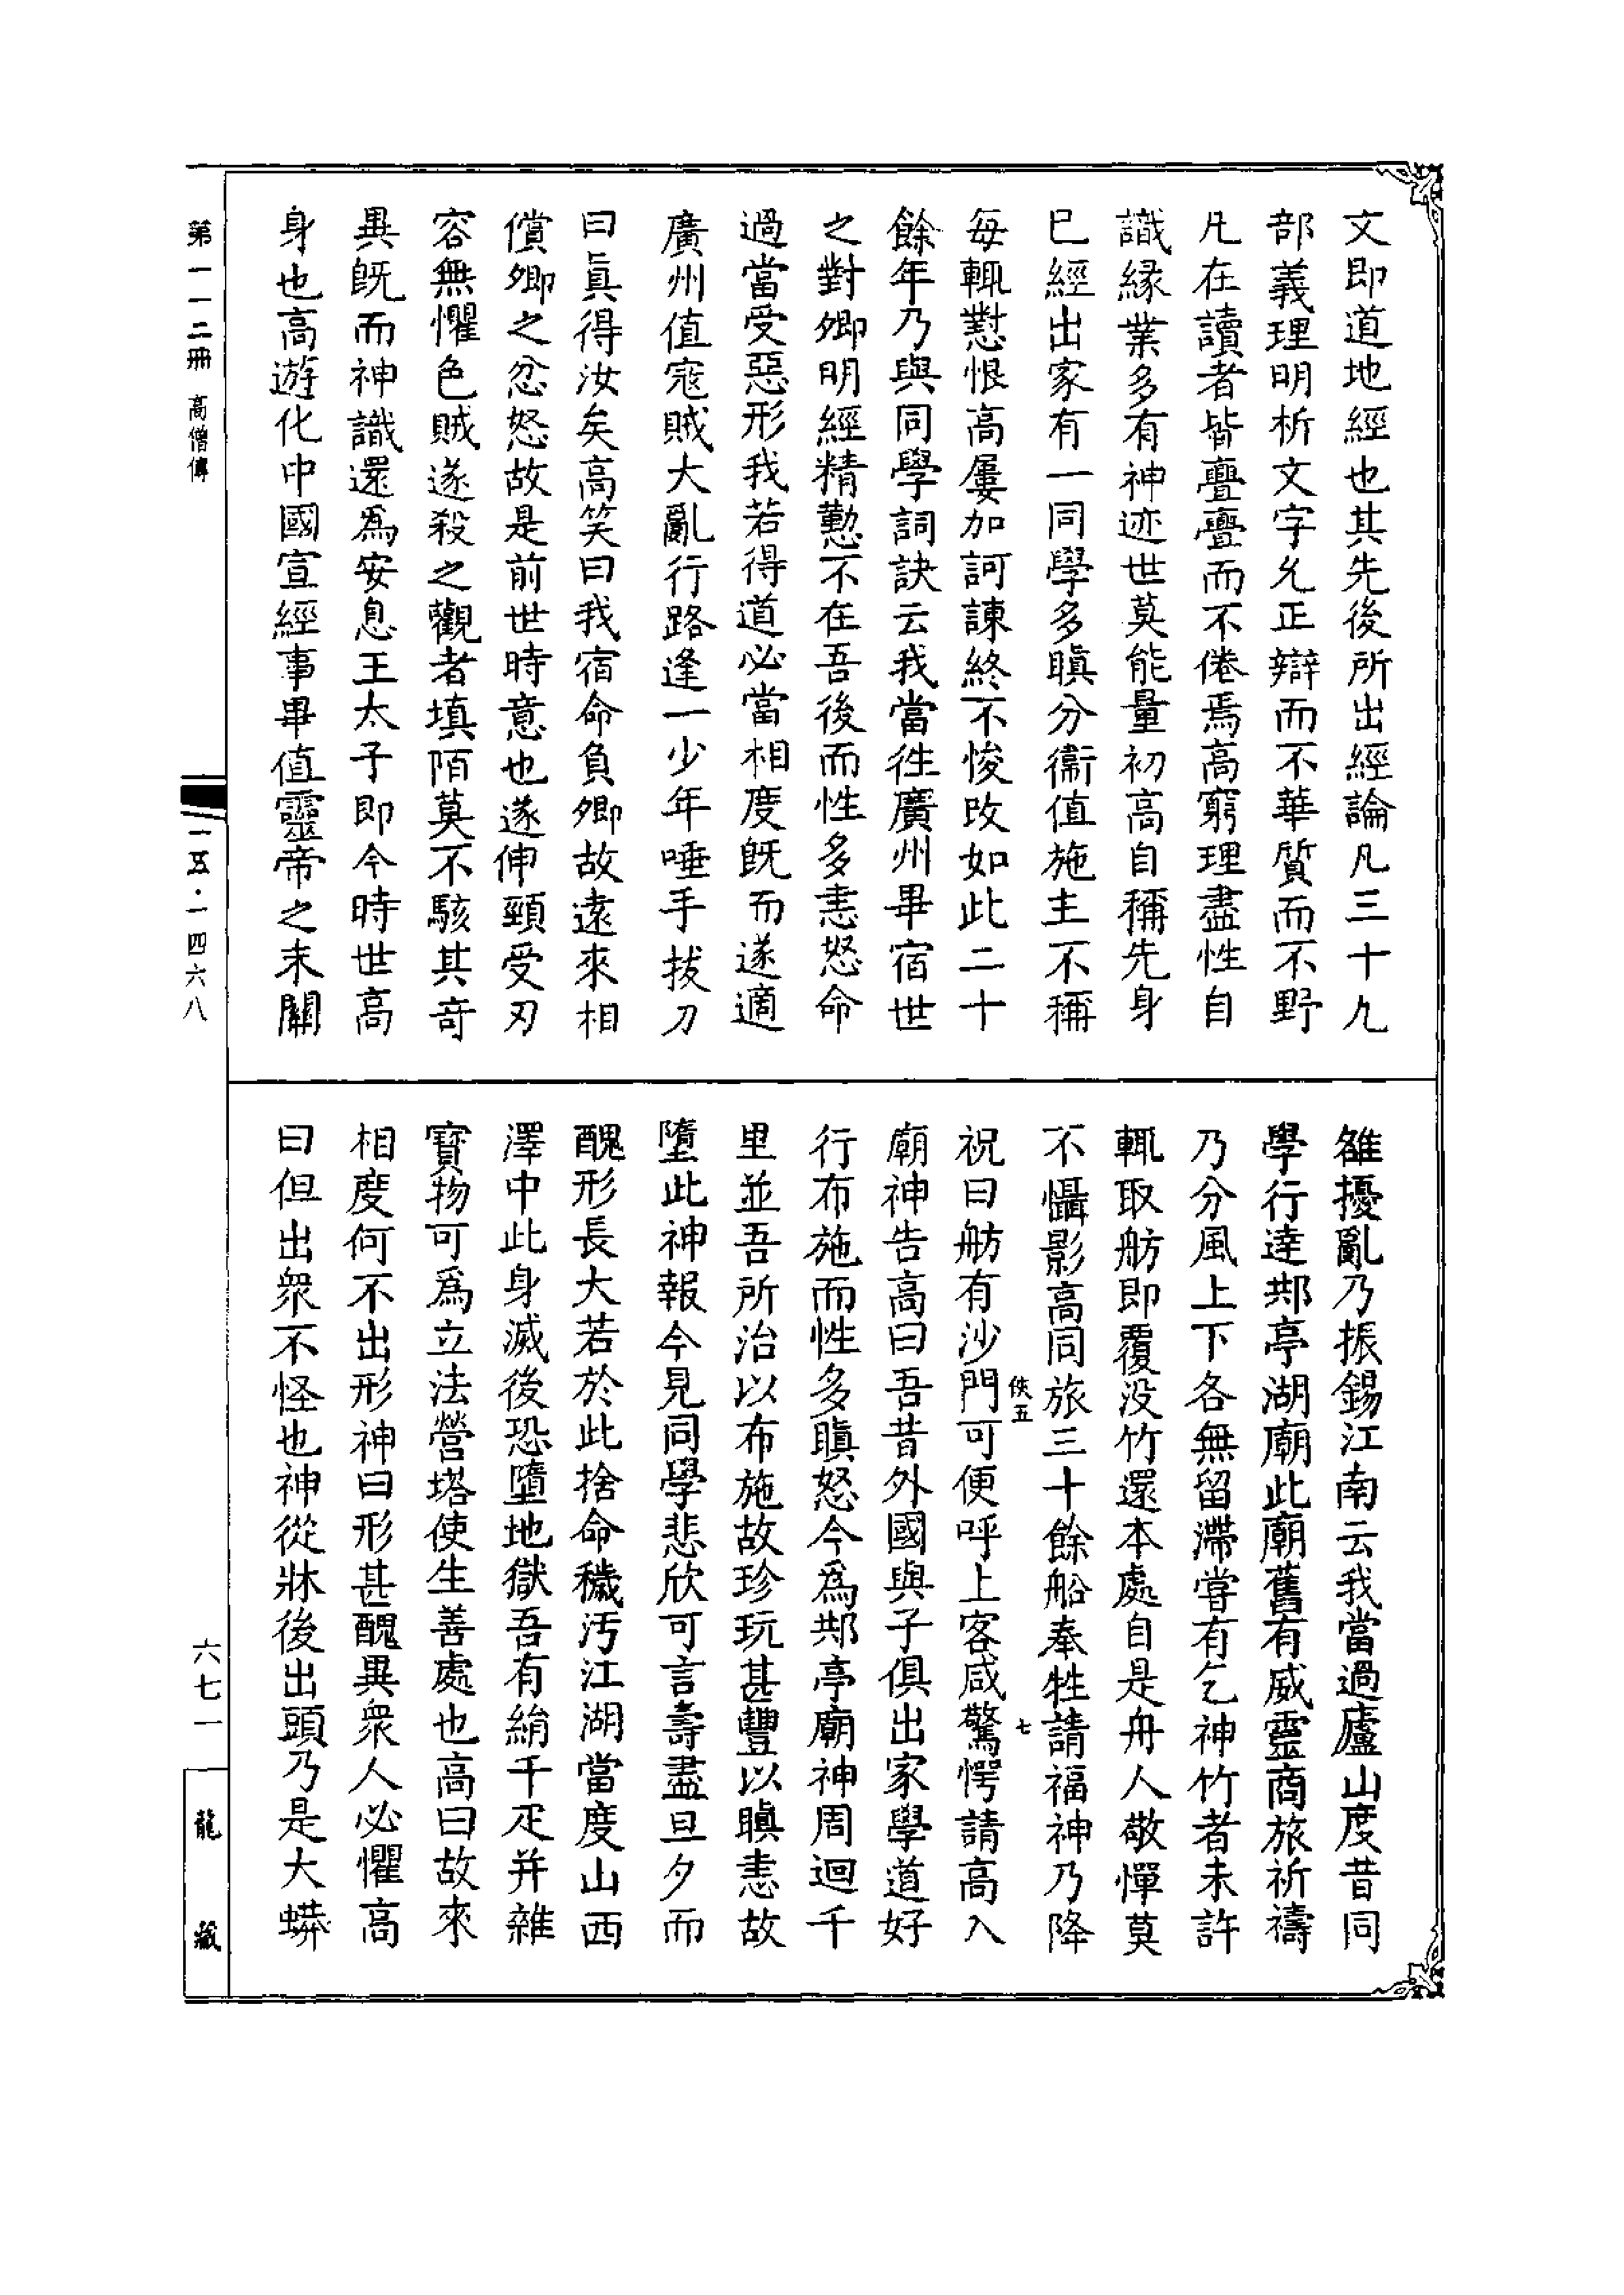 文即道地經也其先後所出經論凡三十九
部義理明析文字允正辯而不華質而不野
凡在讀者皆亹亹而不倦焉高窮理盡性自
識緣業多有神迹世莫能量初高自稱先身
已經出家有一同學多瞋分衛值施主不稱
每輒懟恨高屢加訶諫終不悛改如此二十
餘年乃與同學詞訣云我當往廣州畢宿世
之對卿明經精懃不在吾後而性多恚怒命
過當受惡形我若得道必當相度既而遂適
廣州值寇賊大亂行路逢一少年唾手拔刀
曰眞得汝矣高笑曰我宿命負卿故遠來相
償卿之忿怒故是前世時意也遂伸頸受刃
容無懼色賊遂殺之觀者填陌莫不駭其奇
異既而神識還爲安息王太子即今時世高
身也高遊化中國宣經事畢值靈帝之末關
雒擾亂乃振錫江南云我當過廬山度昔同
學行達䢼亭湖廟此廟舊有威靈商旅祈禱
乃分風上下各無留滯嘗有乞神竹者未許
輒取舫即覆没竹還本處自是舟人敬憚莫
不懾影高同旅三十餘船奉牲請福神乃降
俠五
七
祝曰舫有沙門可便呼上客咸驚愕請高入
廟神告高曰吾昔外國與子俱出家學道好
行布施而性多瞋怒今爲䢼亭廟神周迴千
里並吾所治以布施故珍玩甚豐以瞋恚故
墮此神報今見同學悲欣可言壽盡旦夕而
醜形長大若於此捨命穢汚江湖當度山西
澤中此身滅後恐墮地獄吾有絹千疋并雜
寶物可爲立法營塔使生善處也高曰故來
相度何不出形神曰形甚醜異衆人必懼高
曰但出衆不怪也神從牀後出頭乃是大蟒
第一一二册 高僧傳
一五·一四六八
六七一
龍藏